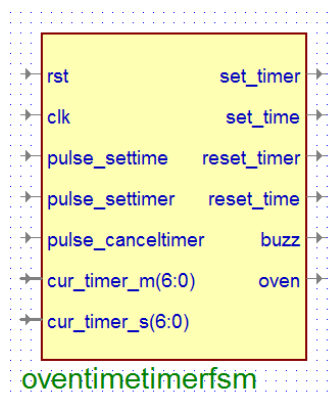 rst set_timer
clk set_time
pulse_settime reset_timer
pulse_settimer reset_time
pulse_canceltimer buzz
cur_timer_m(6:0) oven
cur_timer_s(6:0)
oventimetimerfsm